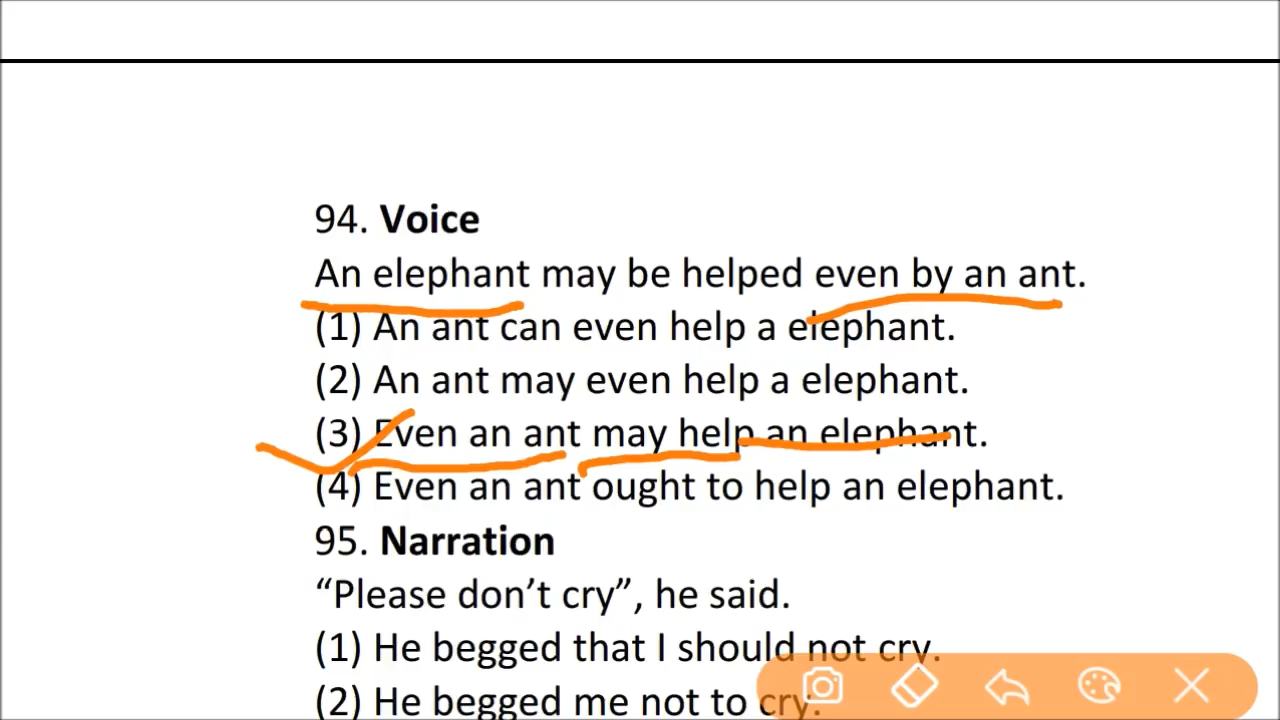 94. Voice
An elephant may be helped even by an ant.
(1) An ant can even help a elephant.
(2) An ant may even help a elephant.
(3) Even an ant may help an elephant.
(4) Even an ant ought to help an elephant.
95. Narration
“Please don’t cry”, he said.
(1) He begged that I should not cry.
(2) He begged me not to cry.